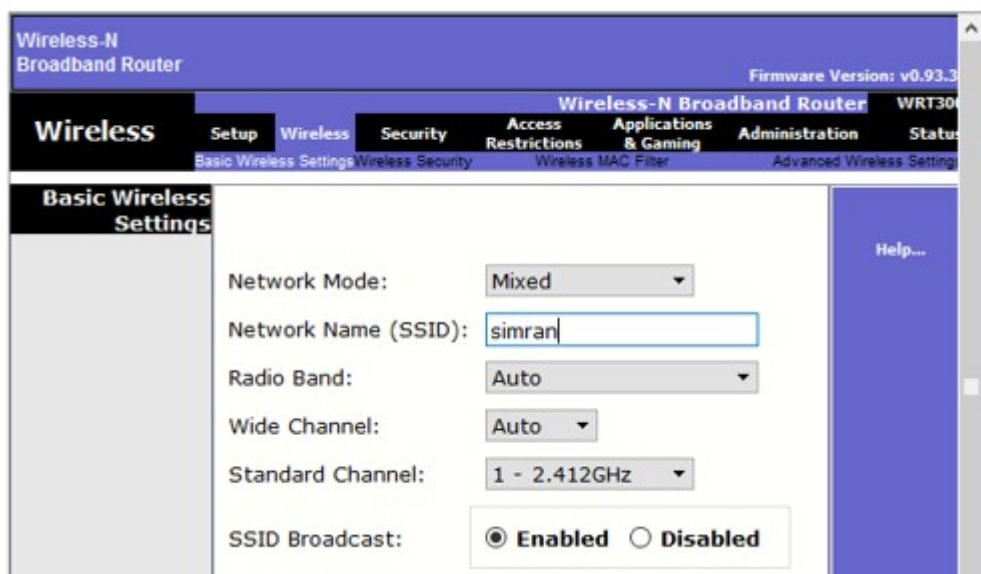 Wireless-N
Broadband Router
Firmware Version: v0.93.3
Wireless-N Broadband Router WRT300
Wireless
Setup Wireless Security Access Restrictions Applications & Gaming Administration Status
Basic Wireless Settings Wireless Security Wireless MAC Filter Advanced Wireless Settings
Basic Wireless
Settings
Help...
Network Mode: Mixed
Network Name (SSID): simran
Radio Band: Auto
Wide Channel: Auto
Standard Channel: 1 - 2.412GHz
SSID Broadcast: Enabled Disabled